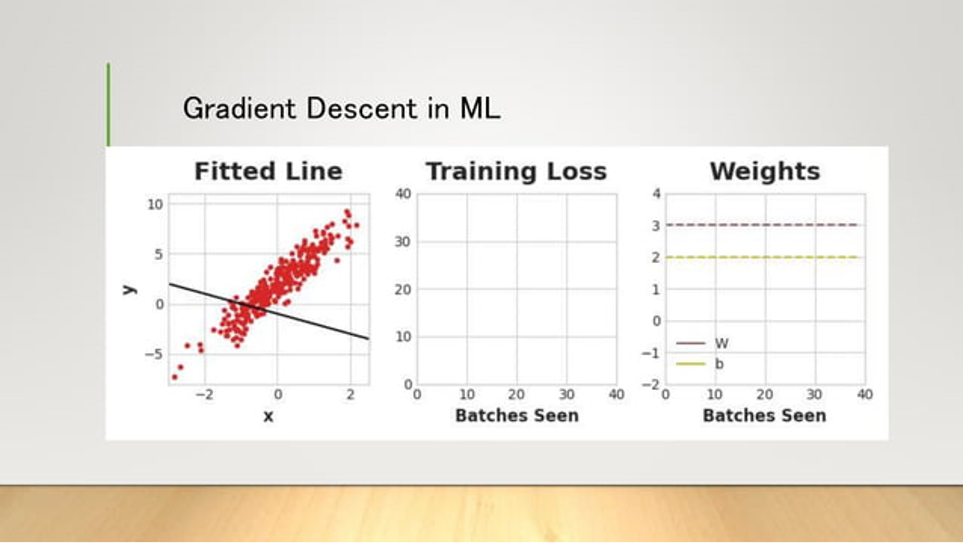 Gradient Descent in ML
Fitted Line
10
5
0
−5
y
−2 0 2
x
Training Loss
40
30
20
10
0
0 10 20 30 40
Batches Seen
Weights
4
3
2
1
0
−1
−2
W
b
0 10 20 30 40
Batches Seen